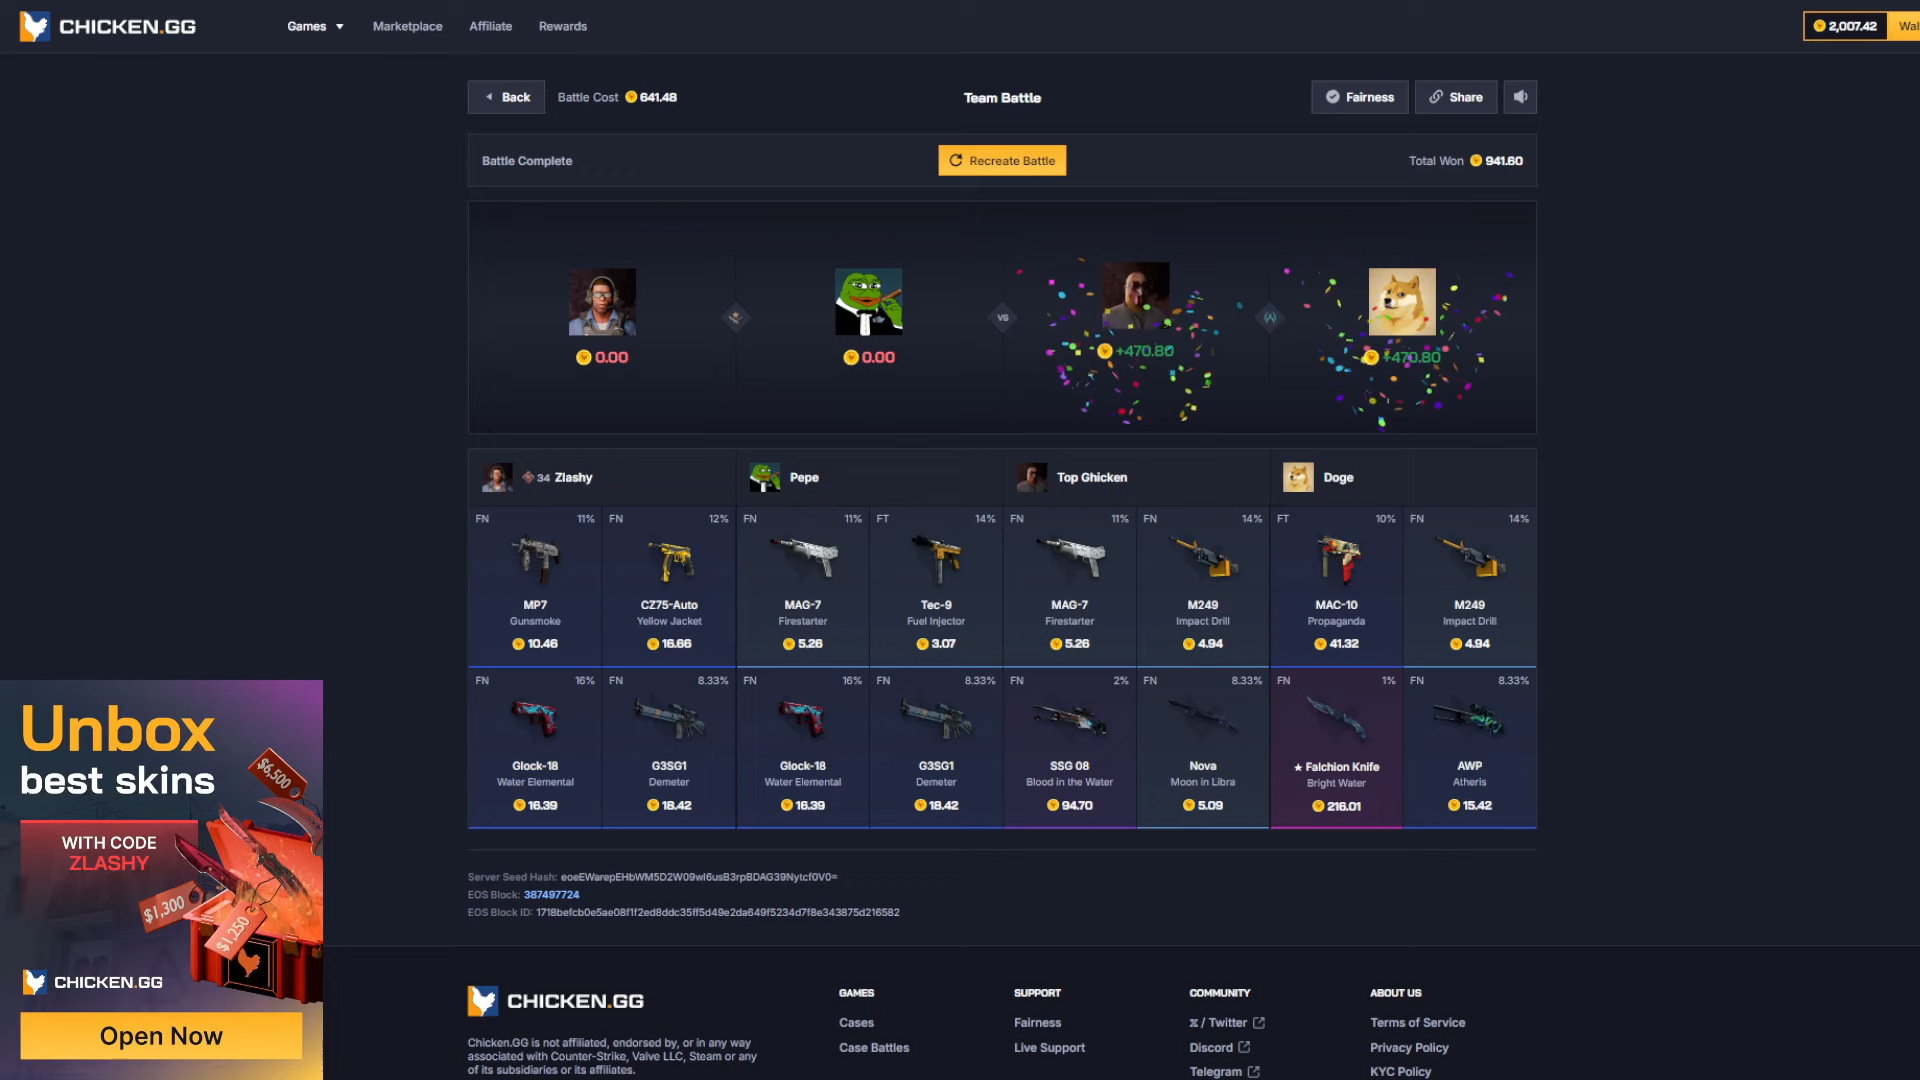 CHICKEN.GG
Games
Marketplace
Affiliate
Rewards
2,007.42
Wal
Back
Battle Cost 641.48
Team Battle
Fairness
Share
Battle Complete
Recreate Battle
Total Won 941.60
0.00
0.00
VS
+470.80
+470.80
34 Zlashy
Pepe
Top Ghicken
Doge
FN 11%
MP7
Gunsmoke
10.46
FN 12%
CZ75-Auto
Yellow Jacket
16.66
FN 11%
MAG-7
Firestarter
5.26
FT 14%
Tec-9
Fuel Injector
3.07
FN 11%
MAG-7
Firestarter
5.26
FN 14%
M249
Impact Drill
4.94
FT 10%
MAC-10
Propaganda
41.32
FN 14%
M249
Impact Drill
4.94
FN 16%
Glock-18
Water Elemental
16.39
FN 8.33%
G3SG1
Demeter
18.42
FN 16%
Glock-18
Water Elemental
16.39
FN 8.33%
G3SG1
Demeter
18.42
FN 2%
SSG 08
Blood in the Water
94.70
FN 8.33%
Nova
Moon in Libra
5.09
FN 1%
★ Falchion Knife
Bright Water
216.01
FN 8.33%
AWP
Atheris
15.42
Server Seed Hash: eoeEWarepEHbWM5D2W09wl6usB3rpBDAG39Nytcf0V0=
EOS Block: 387497724
EOS Block ID: 1718befcb0e5ae08f1f2ed8ddc35ff5d49e2da649f5234d7f8e343875d216582
Unbox
best skins
WITH CODE
ZLASHY
$6,500
$1,300
$1,250
CHICKEN.GG
Open Now
CHICKEN.GG
Chicken.GG is not affiliated, endorsed by, or in any way
associated with Counter-Strike, Valve LLC, Steam or any
of its subsidiaries or its affiliates.
GAMES
Cases
Case Battles
SUPPORT
Fairness
Live Support
COMMUNITY
X / Twitter
Discord
Telegram
ABOUT US
Terms of Service
Privacy Policy
KYC Policy